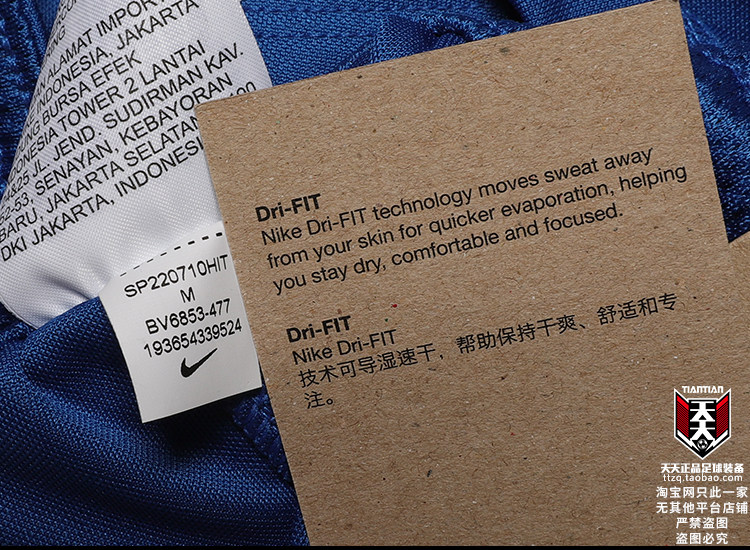 ALAMAT IMPOR
INDONESIA, JAKARTA
BURSA EFEK
TOWER 2 LANTAI
JL. JEND. SUDIRMAN KAV.
52-53, SENAYAN, KEBAYORAN
BARU, JAKARTA SELATAN
DKI JAKARTA, INDONES
SP220710HIT
M
BV6853-477
193654339524
Dri-FIT
Nike Dri-FIT technology moves sweat away
from your skin for quicker evaporation, helping
you stay dry, comfortable and focused.
Dri-FIT
Nike Dri-FIT
技术可导湿速干，帮助保持干爽、舒适和专
注。
TIANTIAN
天天
天天正品足球装备
ttzq.taobao.com
淘宝网只此一家
无其他平台店铺
严禁盗图
盗图必究